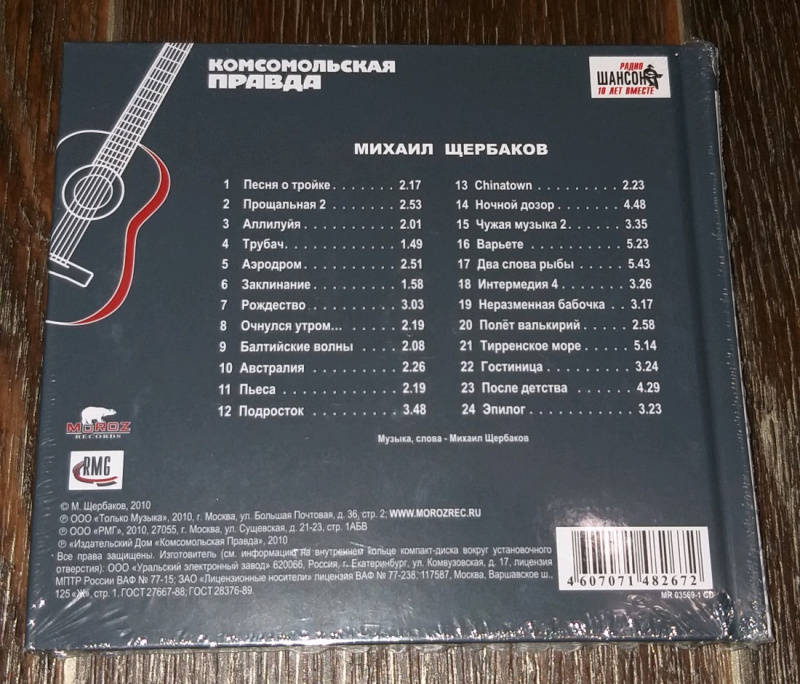 КОМСОМОЛЬСКАЯ
ПРАВДА
РАДИО
ШАНСОН
10 ЛЕТ ВМЕСТЕ
МИХАИЛ ЩЕРБАКОВ
1 Песня о тройке . . . . . . . 2.17
2 Прощальная 2 . . . . . . . 2.53
3 Аллилуйя . . . . . . . . . . 2.01
4 Трубач. . . . . . . . . . . . 1.49
5 Аэродром . . . . . . . . . . 2.51
6 Заклинание . . . . . . . . . 1.58
7 Рождество . . . . . . . . . 3.03
8 Очнулся утром... . . . . . . 2.19
9 Балтийские волны . . . . 2.08
10 Австралия . . . . . . . . . 2.26
11 Пьеса . . . . . . . . . . . . 2.19
12 Подросток . . . . . . . . . 3.48
13 Chinatown . . . . . . . . . 2.23
14 Ночной дозор . . . . . . . 4.48
15 Чужая музыка 2 . . . . . . 3.35
16 Варьете . . . . . . . . . . 5.23
17 Два слова рыбы . . . . . 5.43
18 Интермедия 4 . . . . . . . 3.26
19 Неразменная бабочка . . 3.17
20 Полёт валькирий . . . . . 2.58
21 Тирренское море . . . . . 5.14
22 Гостиница . . . . . . . . . 3.24
23 После детства . . . . . . 4.29
24 Эпилог . . . . . . . . . . . 3.23
Музыка, слова - Михаил Щербаков
MOROZ
RECORDS
RMG
© М. Щербаков, 2010
℗ ООО «Только Музыка», 2010, г. Москва, ул. Большая Почтовая, д. 36, стр. 2; WWW.MOROZREC.RU
℗ ООО «РМГ», 2010, 27055, г. Москва, ул. Сущевская, д. 21-23, стр. 1АБВ
℗ «Издательский Дом «Комсомольская Правда», 2010
Все права защищены. Изготовитель (см. информацию на внутреннем кольце компакт-диска вокруг установочного
отверстия): ООО «Уральский электронный завод» 620066, Россия, г. Екатеринбург, ул. Комвузовская, д. 17, лицензия
МПТР России ВАФ № 77-15; ЗАО «Лицензионные носители» лицензия ВАФ № 77-238; 117587, Москва, Варшавское ш.,
125 «Ж», стр. 1. ГОСТ 27667-88; ГОСТ 28376-89.
4 607071 482672
MR 03569-1 CD